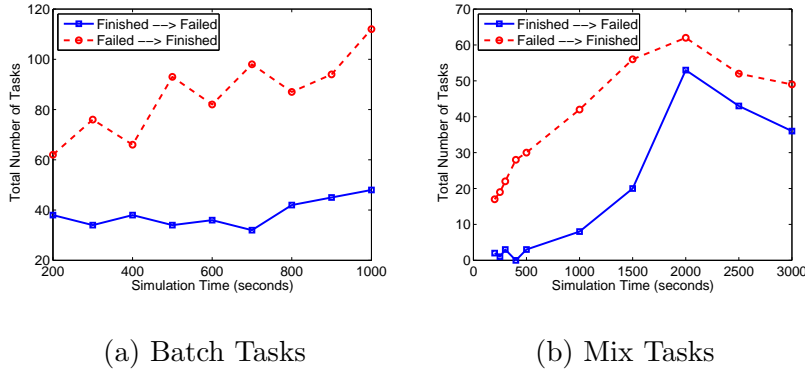 120
100
80
60
40
20
Total Number of Tasks
Finished −−> Failed
Failed −−> Finished
200
400
600
800
1000
Simulation Time (seconds)
(a) Batch Tasks
70
60
50
40
30
20
10
0
Total Number of Tasks
Finished −−> Failed
Failed −−> Finished
0
500
1000
1500
2000
2500
3000
Simulation Time (seconds)
(b) Mix Tasks